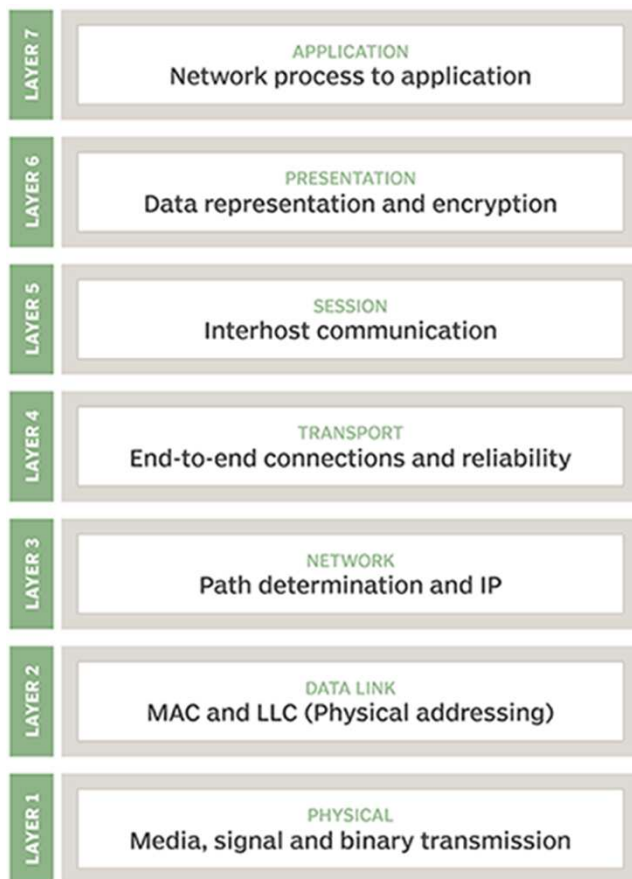 LAYER 7
APPLICATION
Network process to application
LAYER 6
PRESENTATION
Data representation and encryption
LAYER 5
SESSION
Interhost communication
LAYER 4
TRANSPORT
End-to-end connections and reliability
LAYER 3
NETWORK
Path determination and IP
LAYER 2
DATA LINK
MAC and LLC (Physical addressing)
LAYER 1
PHYSICAL
Media, signal and binary transmission